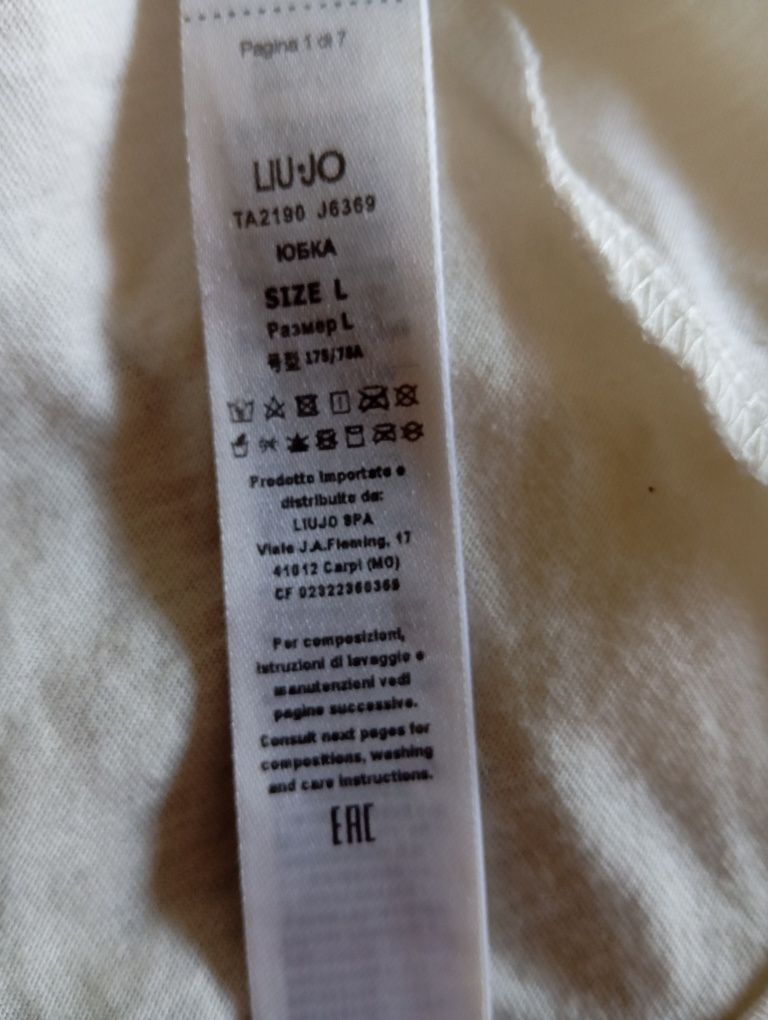 Pagina 1 di 7
LIU·JO
TA2190 J6369
ЮБКА
SIZE L
Размер L
号型 175/78A
Prodotto importato e
distribuito da:
LIUJO SPA
Viale J.A.Fleming, 17
41012 Carpi (MO)
CF 02322360369
Per composizioni,
istruzioni di lavaggio e
manutenzioni vedi
pagine successive.
Consult next pages for
compositions, washing
and care instructions.
EAC